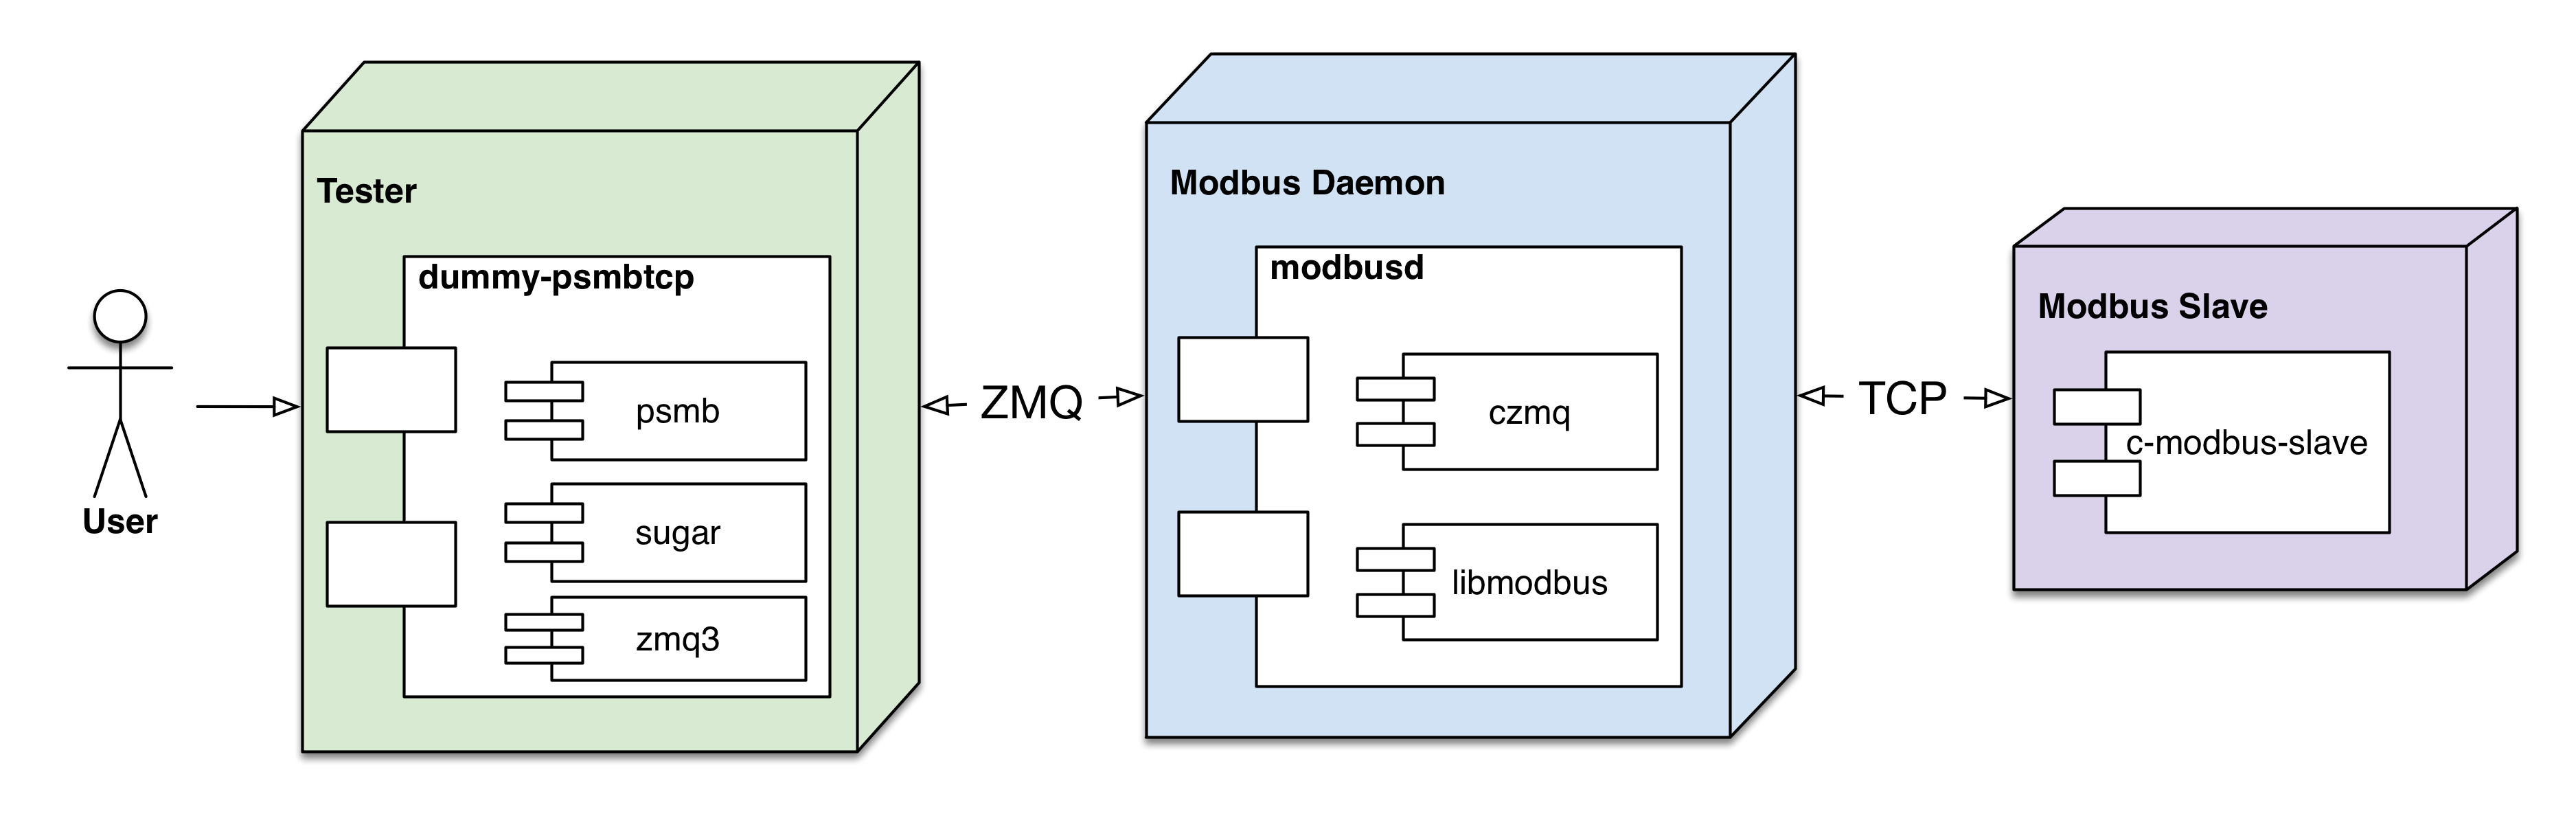 User
Tester
dummy-psmbtcp
psmb
sugar
zmq3
ZMQ
Modbus Daemon
modbusd
czmq
libmodbus
TCP
Modbus Slave
c-modbus-slave